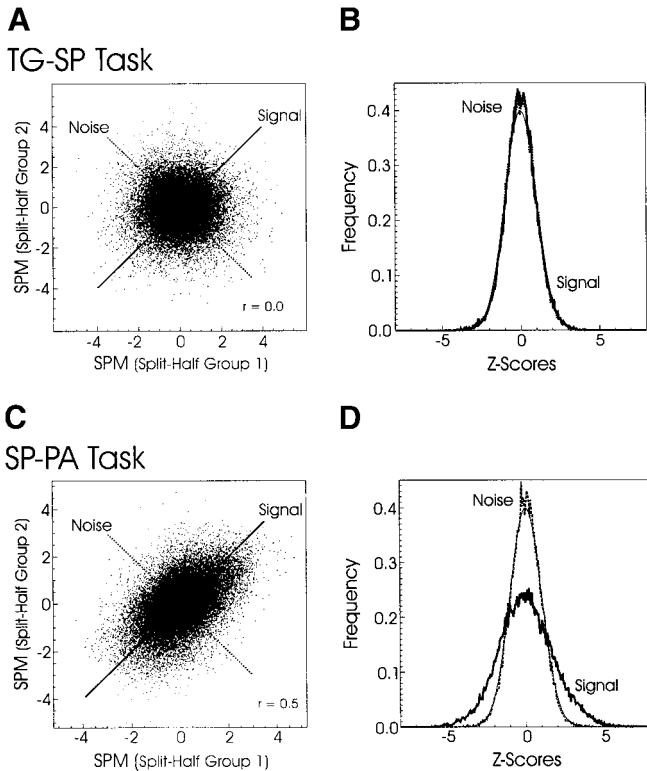 A
B
TG-SP Task
SPM (Split-Half Group 2)
4
2
0
-2
-4
Noise
Signal
r = 0.0
-4 -2 0 2 4
SPM (Split-Half Group 1)
Frequency
0.4
0.3
0.2
0.1
0.0
Noise
Signal
-5 0 5
Z-Scores
C
D
SP-PA Task
SPM (Split-Half Group 2)
4
2
0
-2
-4
Noise
Signal
r = 0.5
-4 -2 0 2 4
SPM (Split-Half Group 1)
Frequency
0.4
0.3
0.2
0.1
0.0
Noise
Signal
-5 0 5
Z-Scores